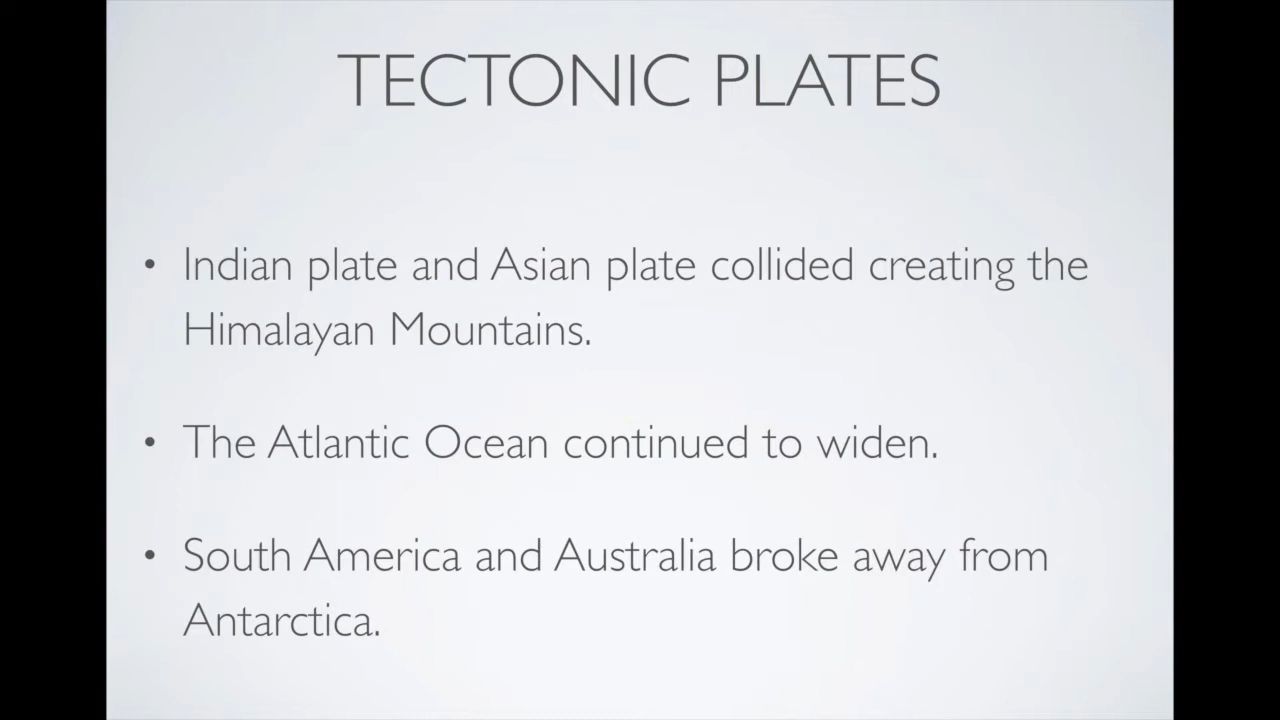 TECTONIC PLATES
• Indian plate and Asian plate collided creating the
Himalayan Mountains.
• The Atlantic Ocean continued to widen.
• South America and Australia broke away from
Antarctica.